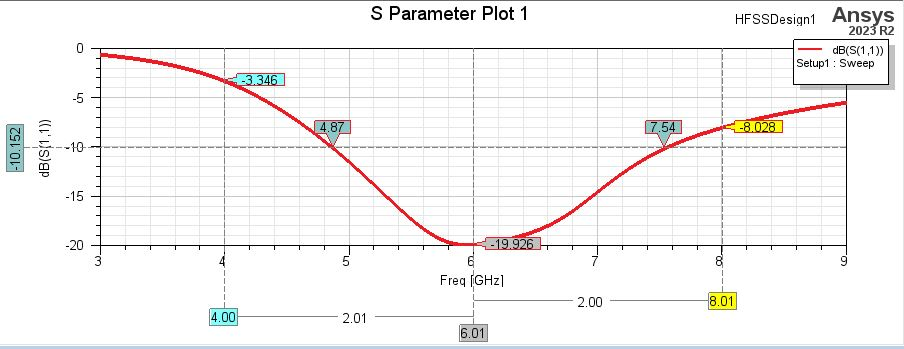 S Parameter Plot 1
HFSSDesign1
Ansys
2023 R2
dB(S(1,1))
Setup1 : Sweep
0
-5
-10
-15
-20
dB(S(1,1))
-10.152
-3.346
4.87
7.54
-8.028
-19.926
3
4
5
6
7
8
9
Freq [GHz]
4.00
2.01
6.01
2.00
8.01